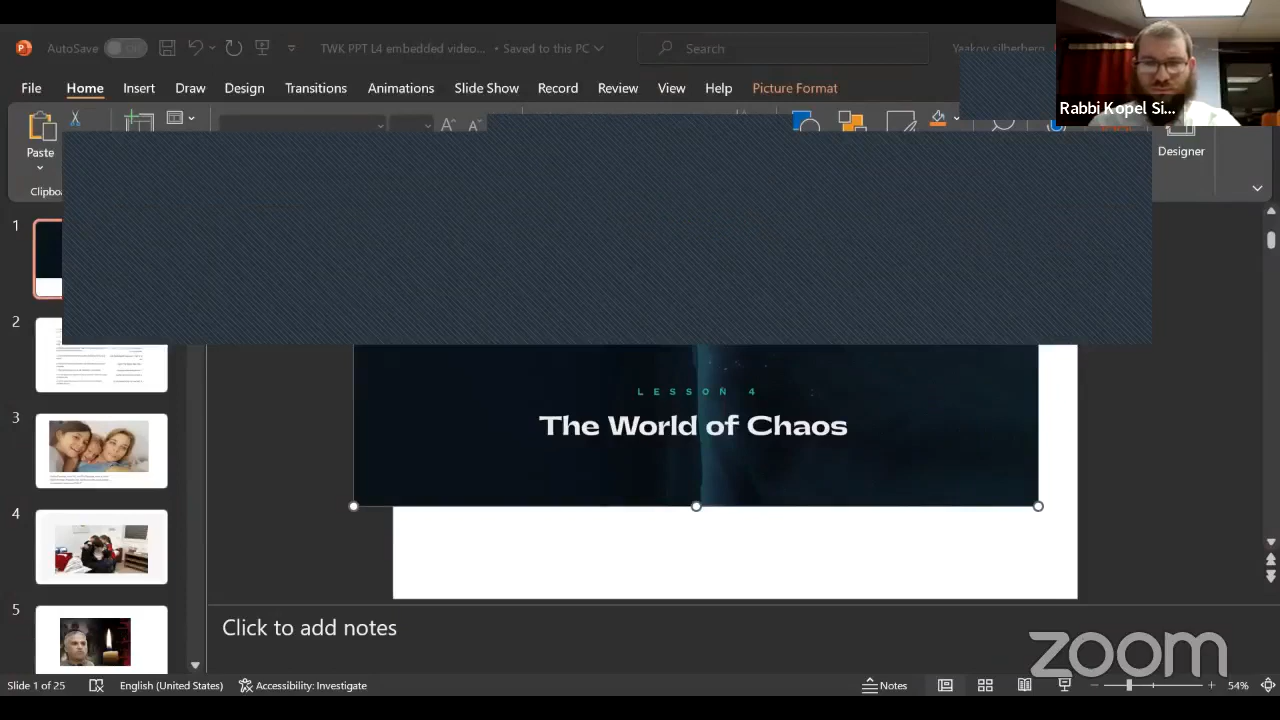 AutoSave Off TWK PPT L4 embedded video... • Saved to this PC Search Yaakov silberberg
File Home Insert Draw Design Transitions Animations Slide Show Record Review View Help Picture Format
Rabbi Kopel Si...
Paste
Designer
Clipbo
1
2
3
4
5
LESSON 4
The World of Chaos
Click to add notes
zoom
Slide 1 of 25 English (United States) Accessibility: Investigate Notes 54%